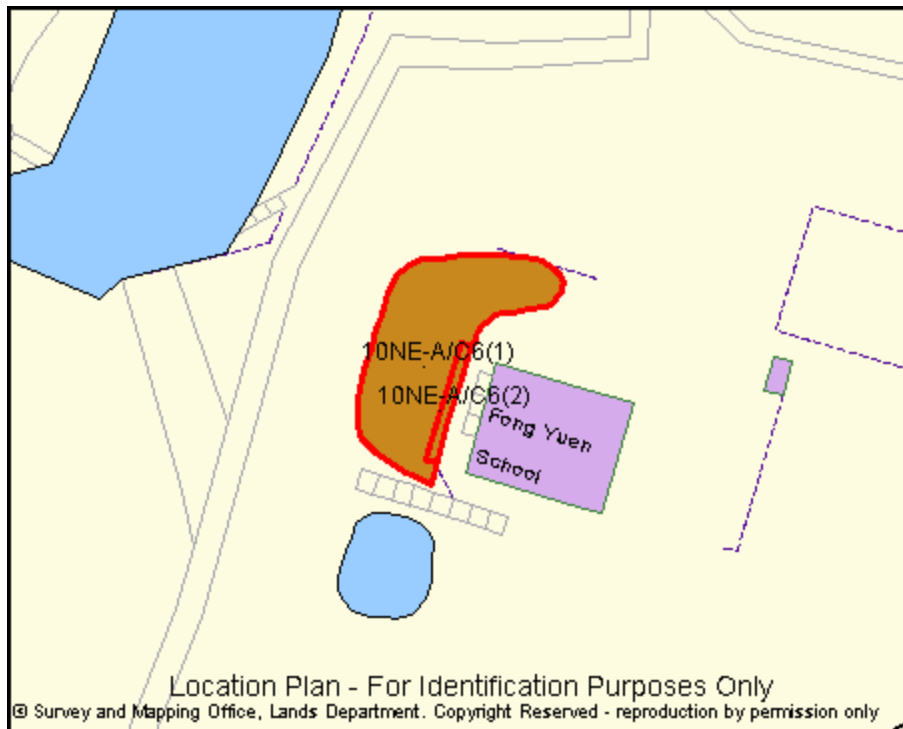 10NE-A/C6(1)
10NE-A/C6(2)
Fong Yuen
School
Location Plan - For Identification Purposes Only
© Survey and Mapping Office, Lands Department. Copyright Reserved - reproduction by permission only